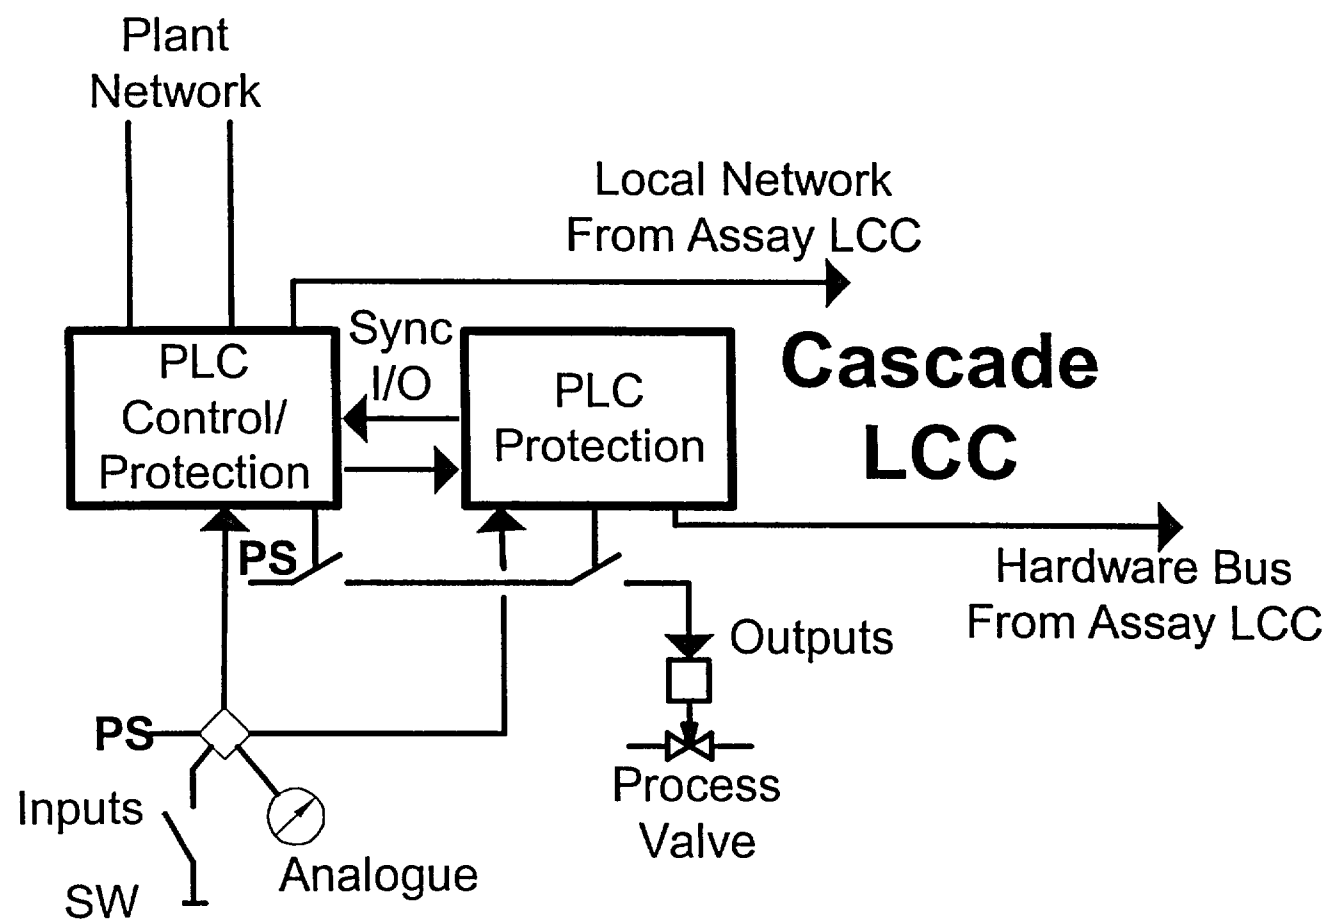 Plant
Network
Local Network
From Assay LCC
Sync
I/O
PLC
Control/
Protection
PLC
Protection
Cascade
LCC
PS
Hardware Bus
From Assay LCC
Outputs
PS
Process
Valve
Inputs
Analogue
SW